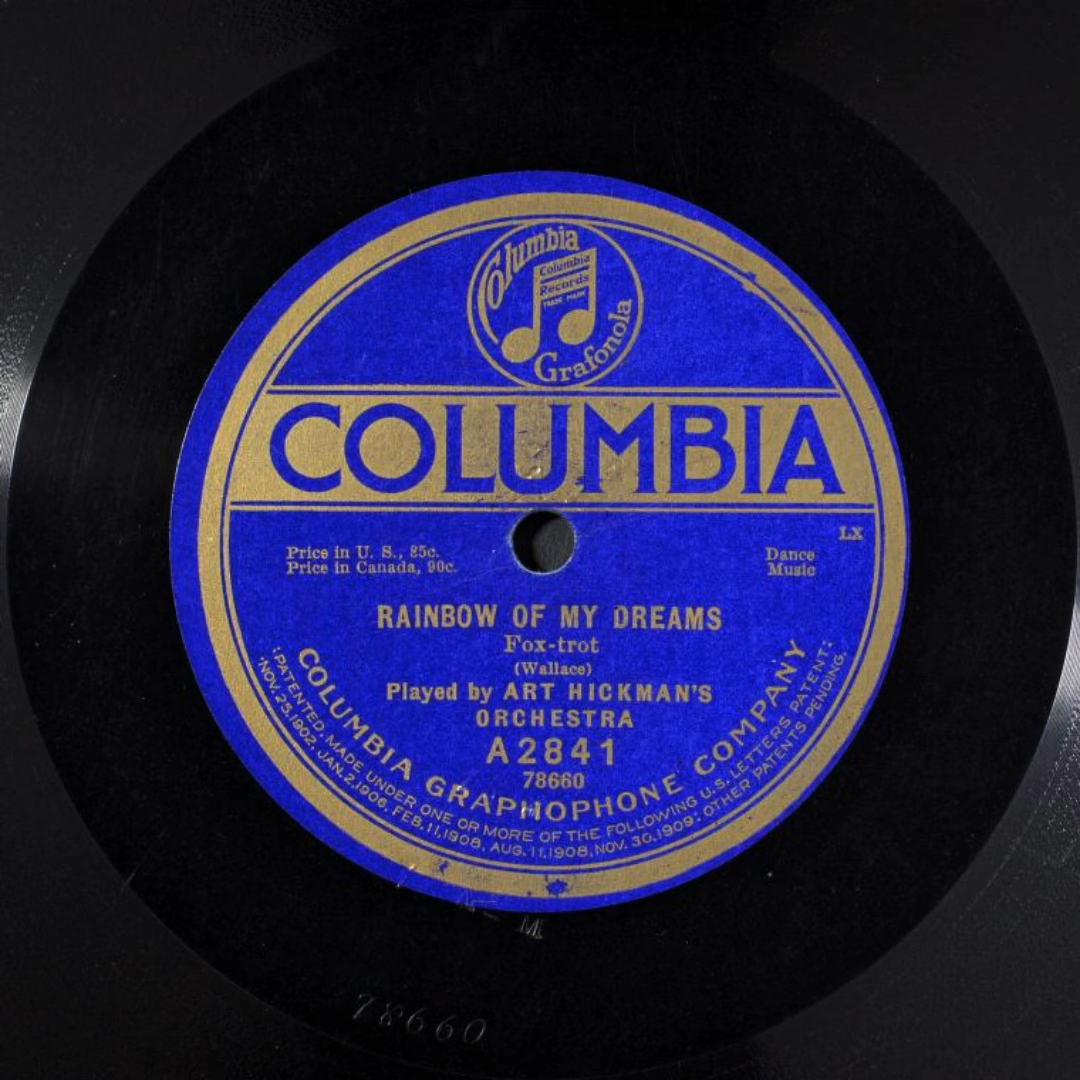 Columbia
Columbia
Records
TRADE MARK
Grafonola
COLUMBIA
LX
Price in U. S., 85c.
Price in Canada, 90c.
Dance
Music
RAINBOW OF MY DREAMS
Fox-trot
(Wallace)
Played by ART HICKMAN'S
ORCHESTRA
A2841
78660
COLUMBIA GRAPHOPHONE COMPANY
:PATENTED. MADE UNDER ONE OR MORE OF THE FOLLOWING U.S. LETTERS PATENT:
:NOV.25,1902, JAN.2,1906, FEB.11,1908, AUG.11,1908, NOV. 30,1909: OTHER PATENTS PENDING.
M
78660